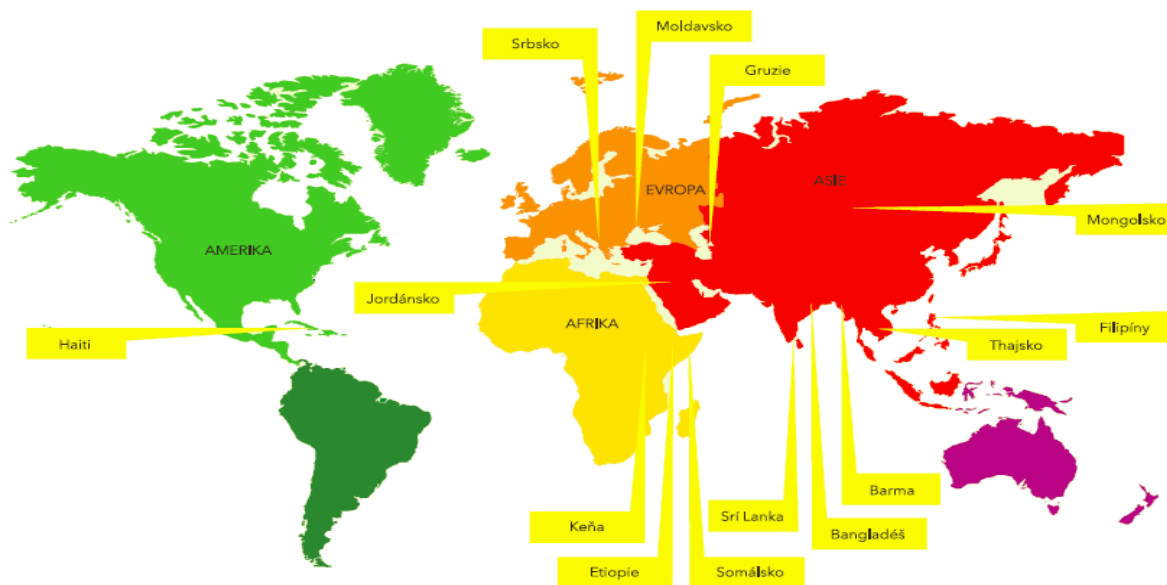 Moldavsko
Srbsko
Gruzie
EVROPA
ASIE
Mongolsko
AMERIKA
Jordánsko
AFRIKA
Filipíny
Haiti
Thajsko
Barma
Srí Lanka
Keňa
Bangladéš
Etiopie
Somálsko